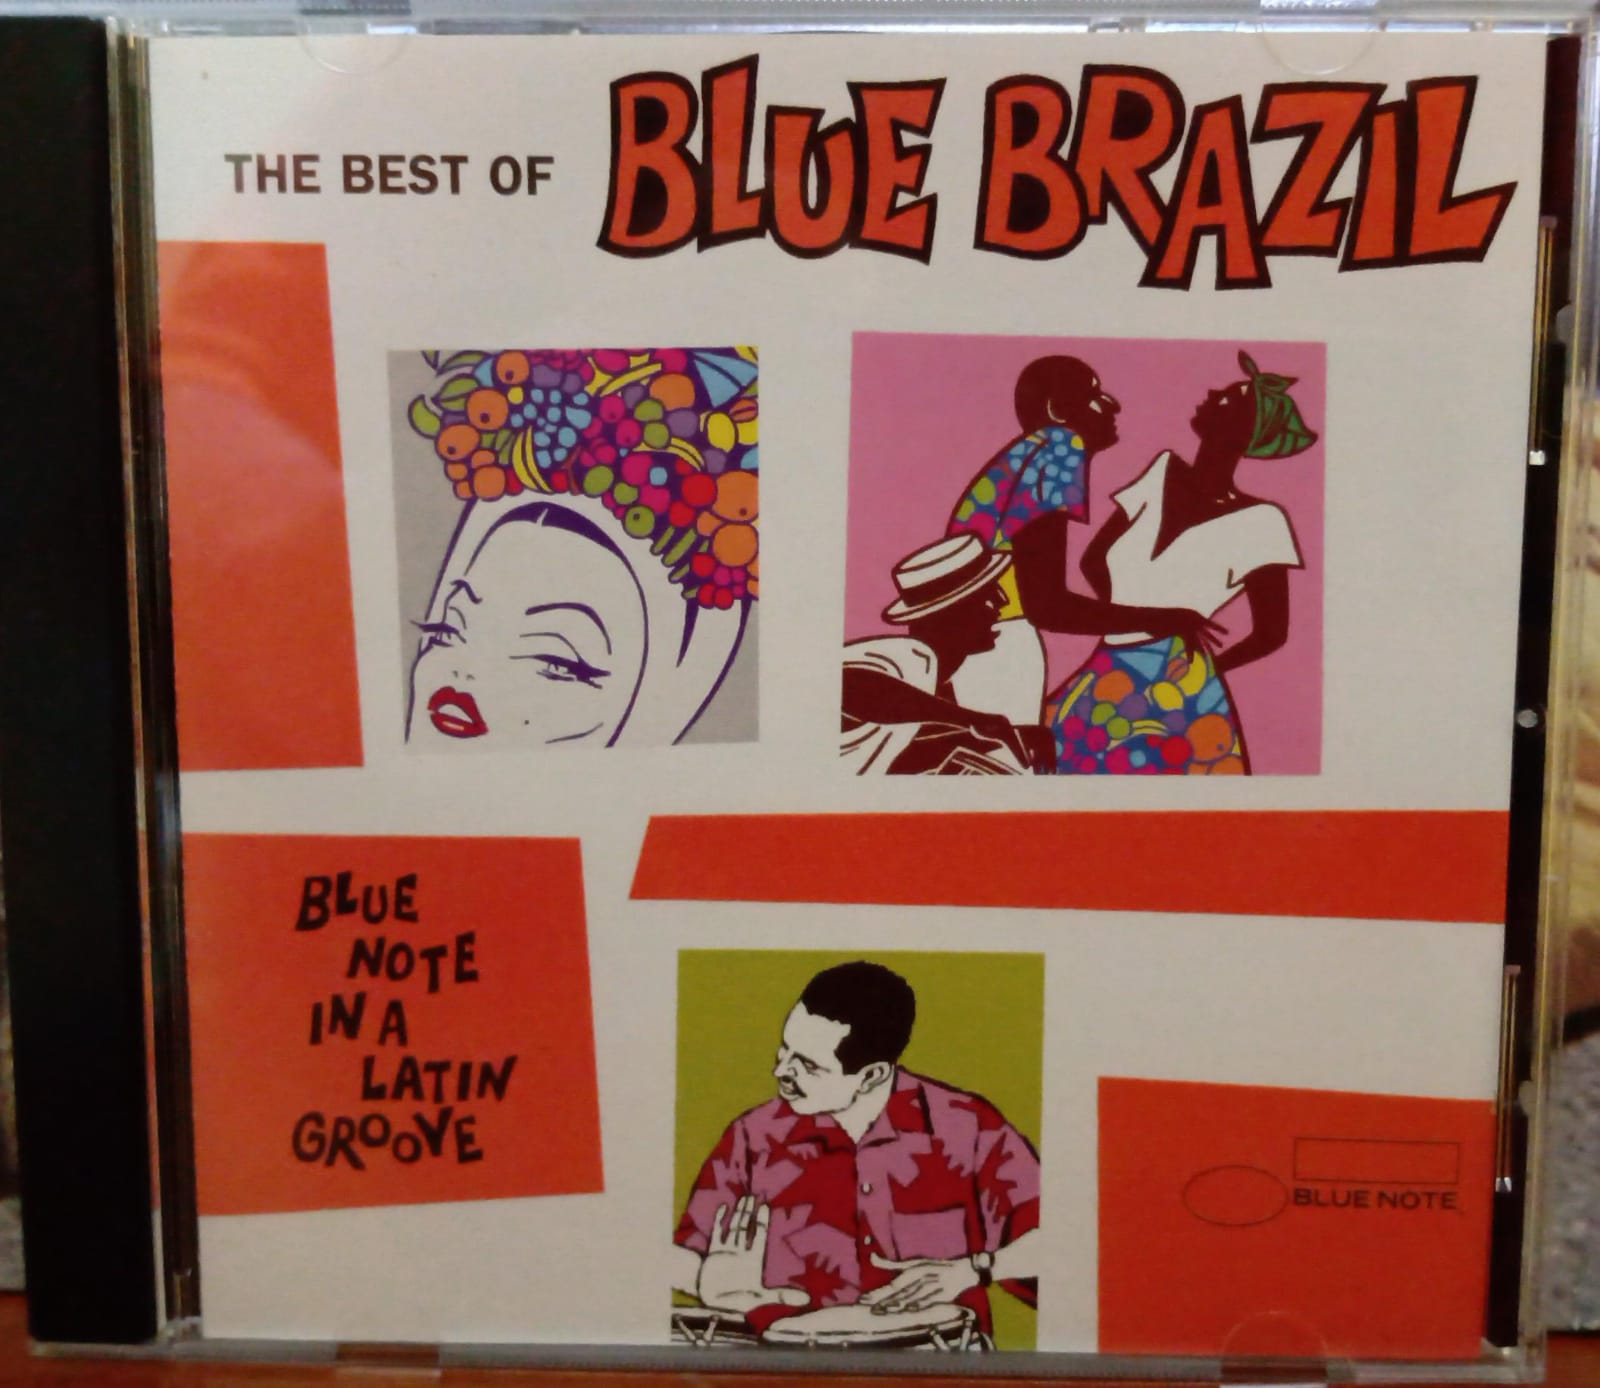 THE BEST OF BLUE BRAZIL
BLUE
NOTE
IN A
LATIN
GROOVE
BLUE NOTE